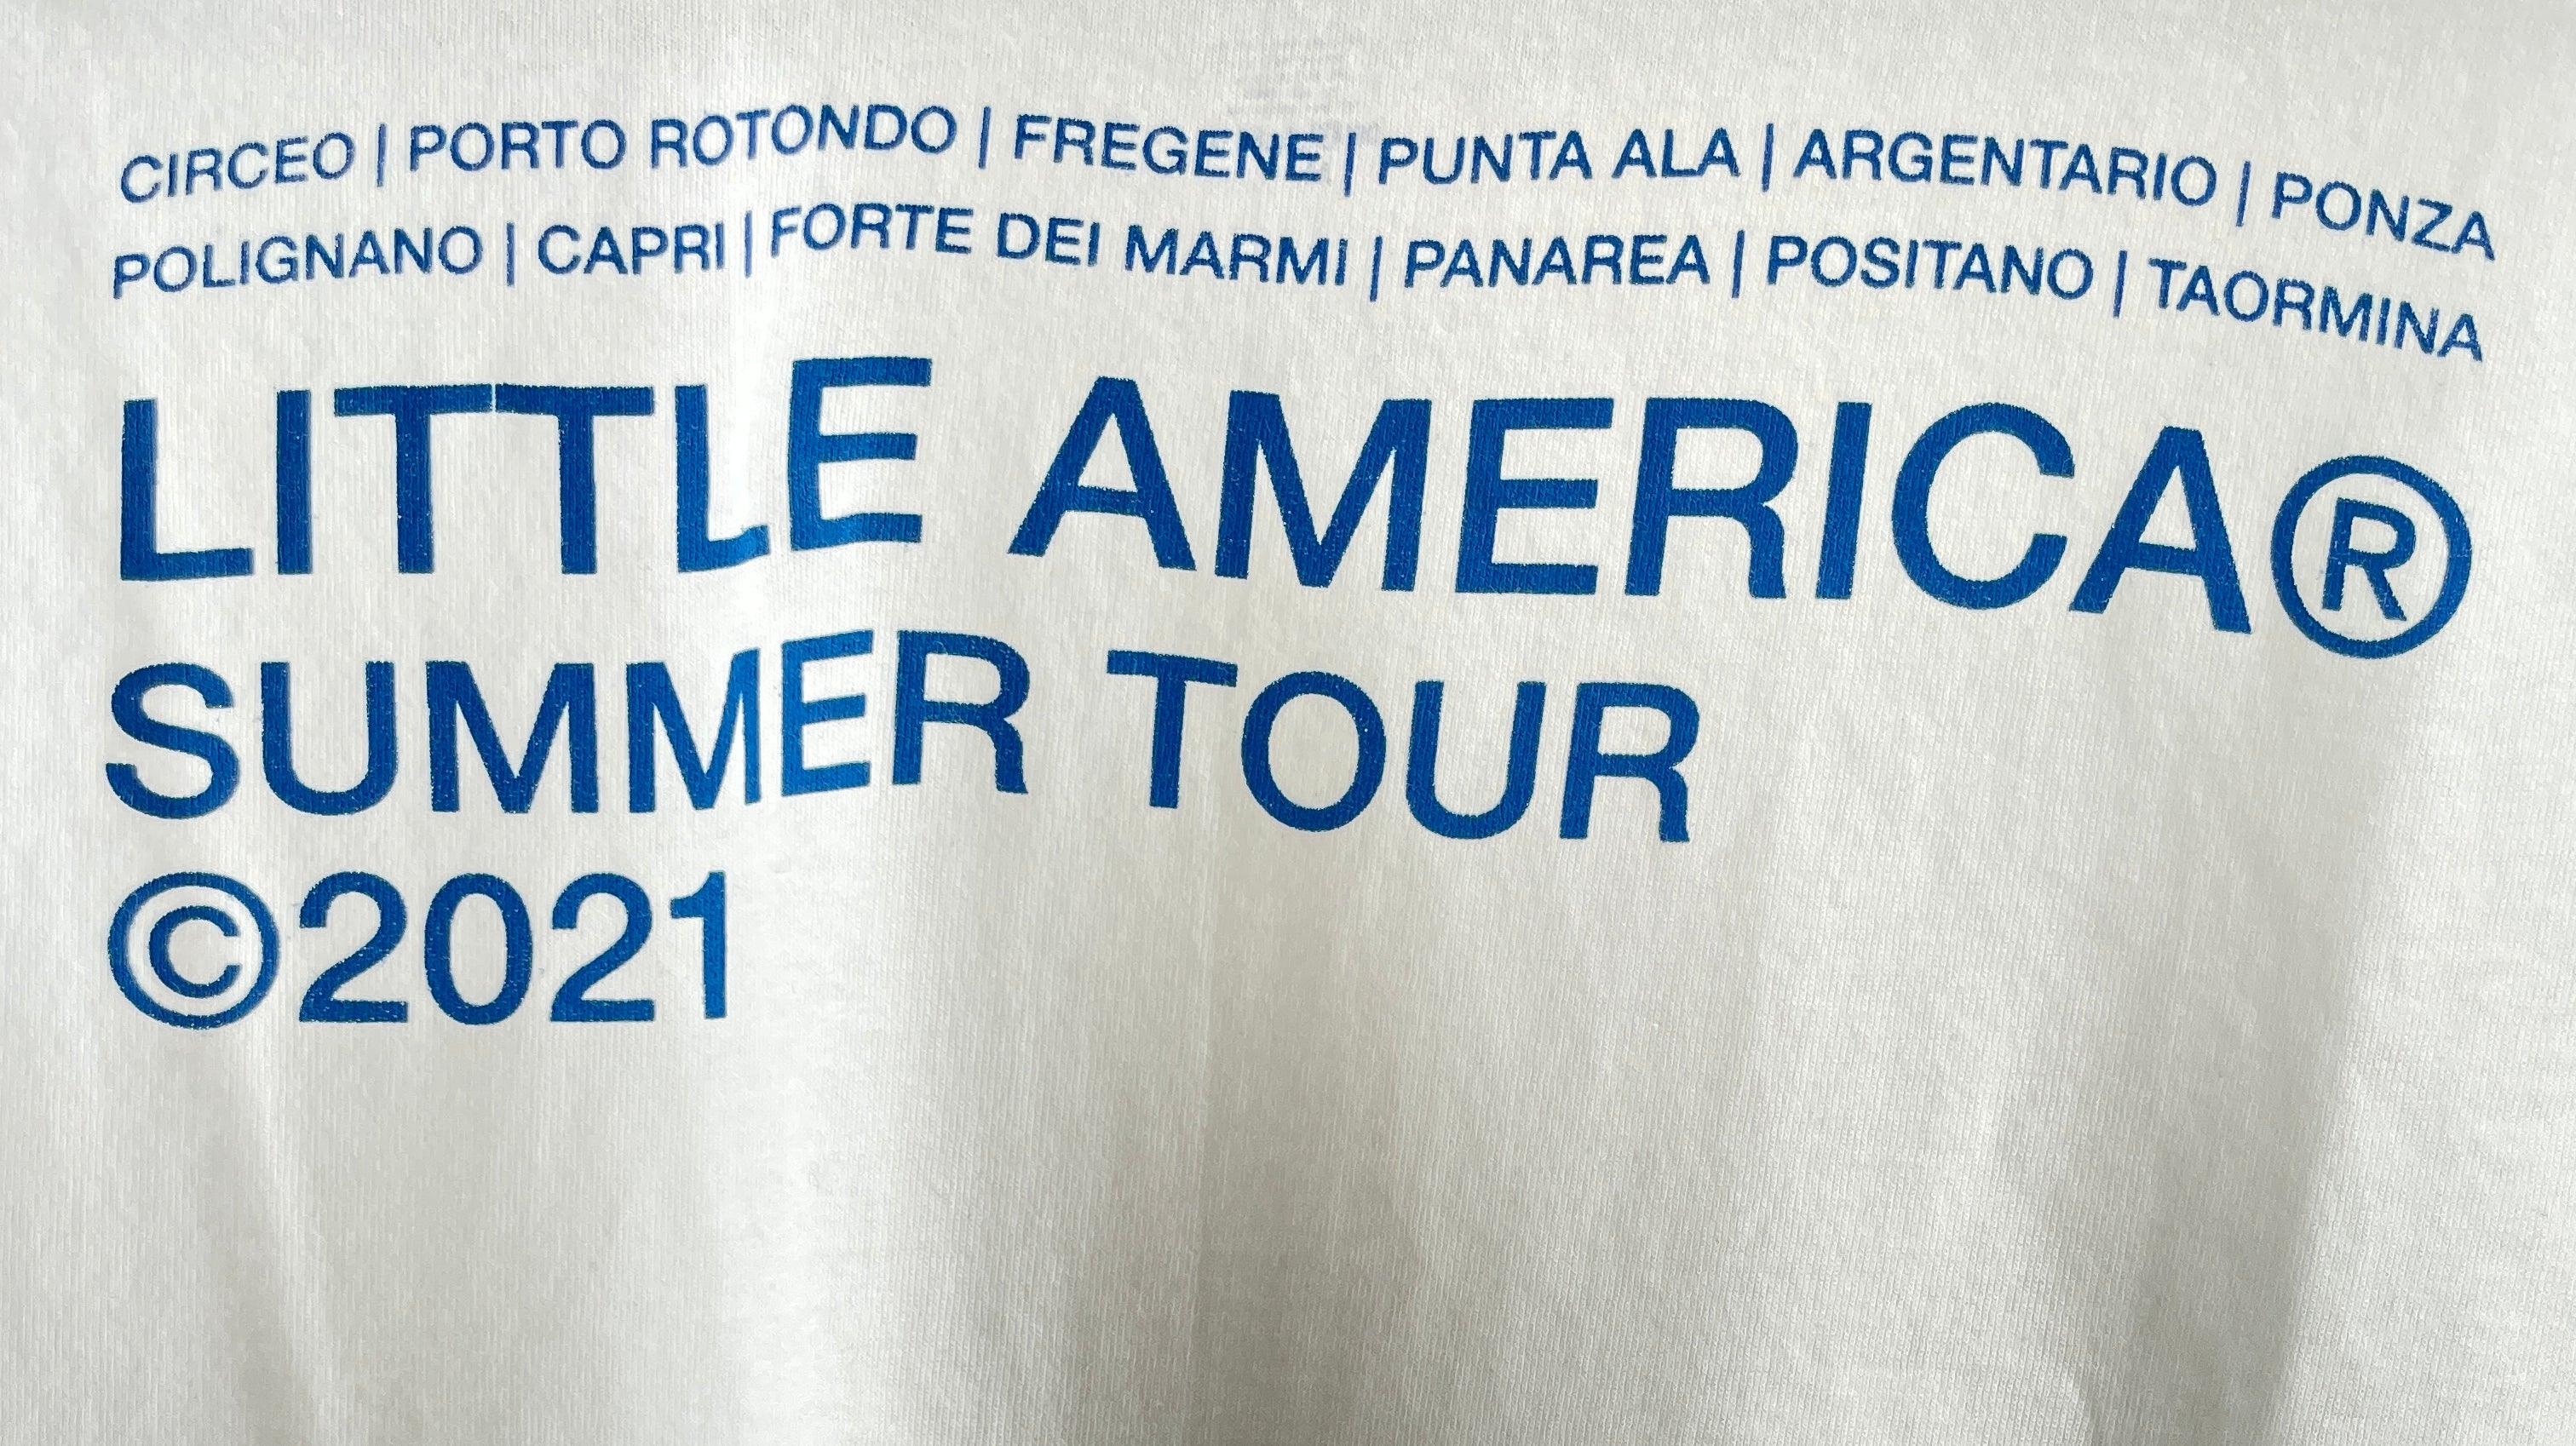 CIRCEO | PORTO ROTONDO | FREGENE | PUNTA ALA | ARGENTARIO | PONZA
POLIGNANO | CAPRI | FORTE DEI MARMI | PANAREA | POSITANO | TAORMINA
LITTLE AMERICA®
SUMMER TOUR
©2021